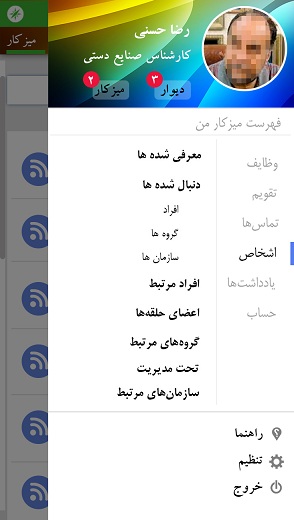 میز کار
رضا حسنی
کارشناس صنایع دستی
۳
دیوار
۲
میزکار
فهرست میزکار من
وظایف
تقویم
تماس‌ها
اشخاص
یادداشت‌ها
حساب
معرفی شده ها
دنبال شده ها
افراد
گروه ها
سازمان ها
افراد مرتبط
اعضای حلقه‌ها
گروه‌های مرتبط
تحت مدیریت
سازمان‌های مرتبط
راهنما
تنظیم
خروج